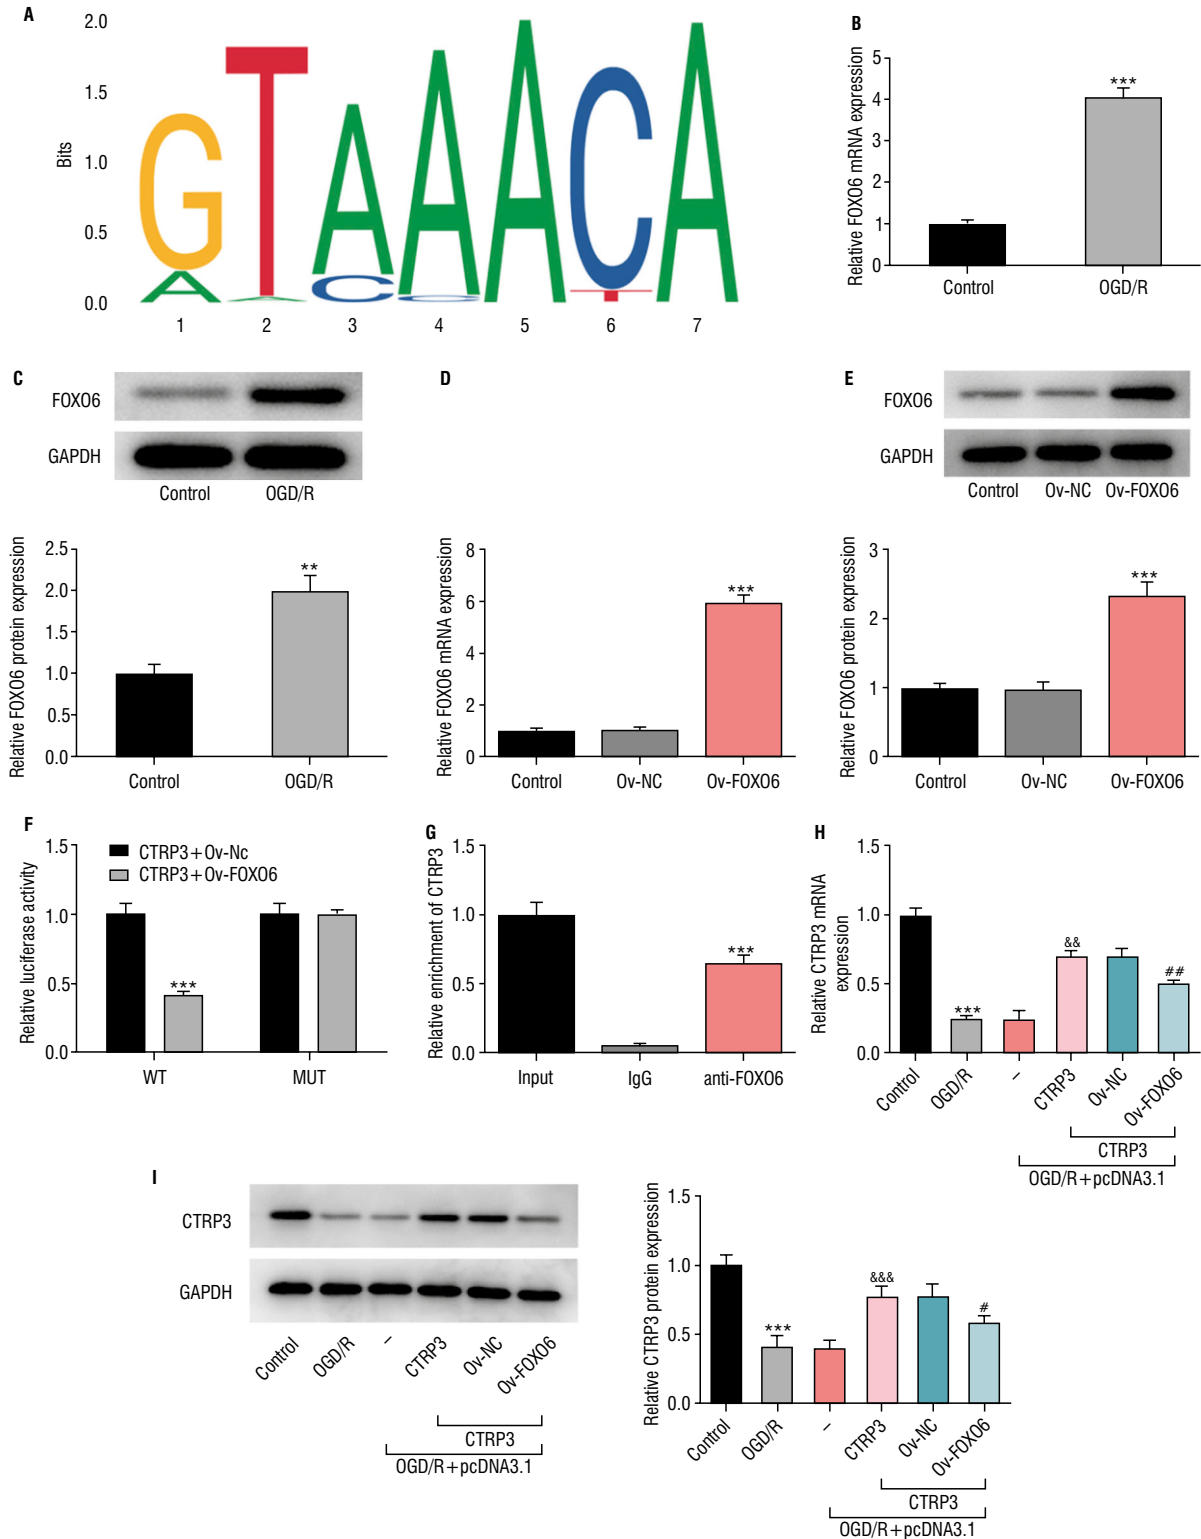 A
Bits
2.0
1.5
1.0
0.5
0.0
GTAAACA
A A C C T
1 2 3 4 5 6 7
B
Relative FOXO6 mRNA expression
5
4
3
2
1
0
***
Control OGD/R
C
FOXO6
GAPDH
Control OGD/R
Relative FOXO6 protein expression
2.5
2.0
1.5
1.0
0.5
0.0
**
Control OGD/R
D
Relative FOXO6 mRNA expression
8
6
4
2
0
***
Control Ov-NC Ov-FOXO6
E
FOXO6
GAPDH
Control Ov-NC Ov-FOXO6
Relative FOXO6 protein expression
3
2
1
0
***
Control Ov-NC Ov-FOXO6
F
Relative luciferase activity
1.5
1.0
0.5
0.0
CTRP3+Ov-Nc
CTRP3+Ov-FOXO6
***
WT MUT
G
Relative enrichment of CTRP3
1.5
1.0
0.5
0.0
***
Input IgG anti-FOXO6
H
Relative CTRP3 mRNA
expression
1.5
1.0
0.5
0.0
***
&&
##
Control OGD/R – CTRP3 Ov-NC Ov-FOXO6
CTRP3
OGD/R+pcDNA3.1
I
CTRP3
GAPDH
Control OGD/R – CTRP3 Ov-NC Ov-FOXO6
CTRP3
OGD/R+pcDNA3.1
Relative CTRP3 protein expression
1.5
1.0
0.5
0.0
***
&&&
#
Control OGD/R – CTRP3 Ov-NC Ov-FOXO6
CTRP3
OGD/R+pcDNA3.1